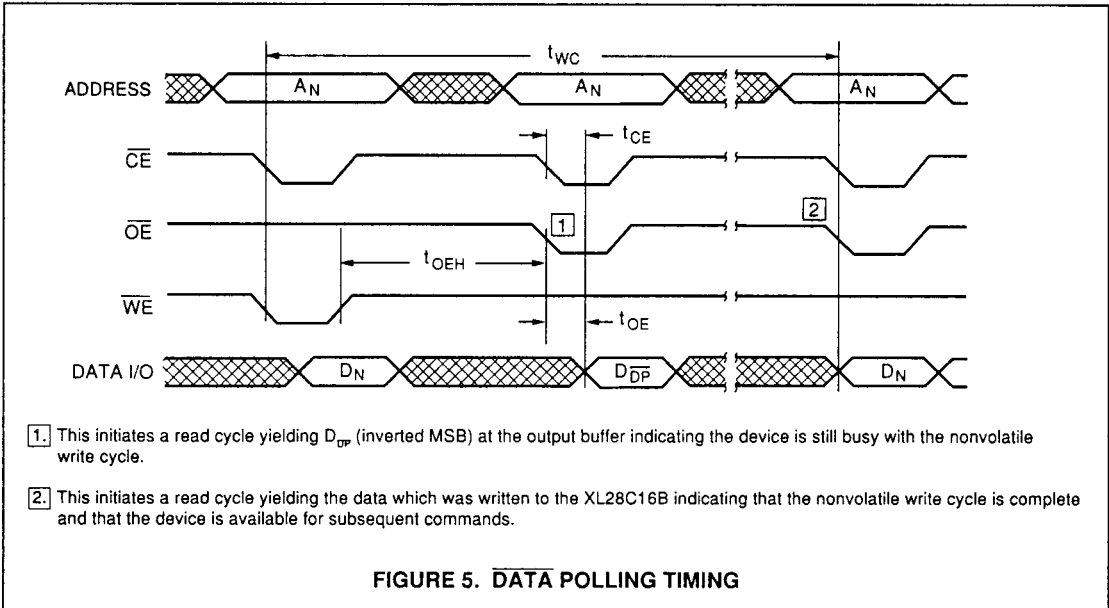 tWC
ADDRESS AN AN AN
tCE
CE
1 2
OE
tOEH
WE
tOE
DATA I/O DN DDP DN
1. This initiates a read cycle yielding DDP (inverted MSB) at the output buffer indicating the device is still busy with the nonvolatile
write cycle.
2. This initiates a read cycle yielding the data which was written to the XL28C16B indicating that the nonvolatile write cycle is complete
and that the device is available for subsequent commands.
FIGURE 5. DATA POLLING TIMING